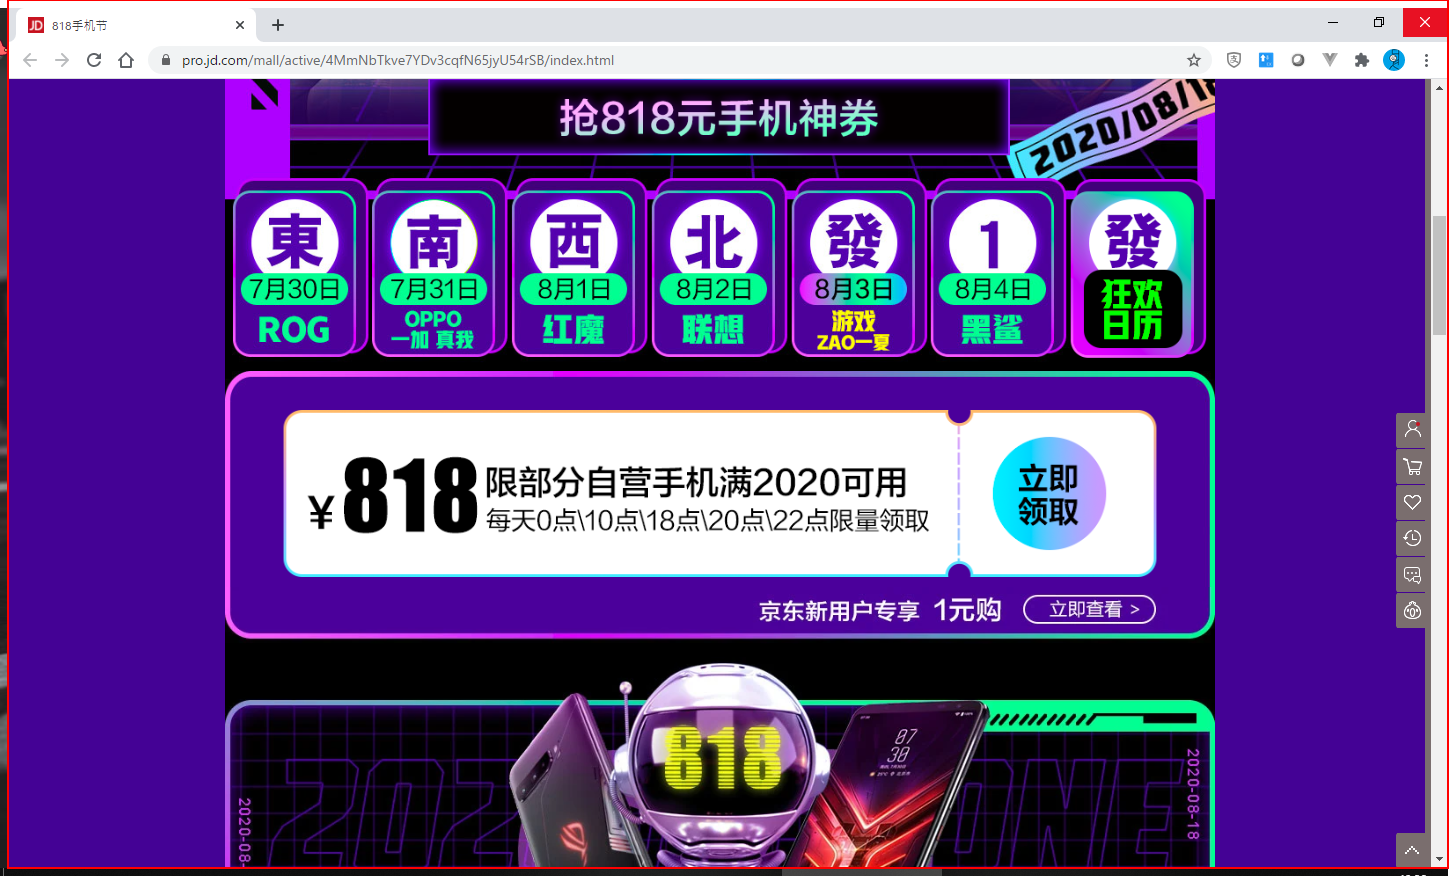 JD 818手机节
pro.jd.com/mall/active/4MmNbTkve7YDv3cqfN65jyU54rSB/index.html
抢818元手机神券
2020/08/18
東 南 西 北 發 1 發
7月30日 7月31日 8月1日 8月2日 8月3日 8月4日 狂欢日历
ROG OPPO 一加 真我 红魔 联想 游戏 ZAO一夏 黑鲨
¥818 限部分自营手机满2020可用
每天0点\10点\18点\20点\22点限量领取
立即
领取
京东新用户专享 1元购 立即查看 >
818
07
30
2020-08-18
2020-08-
202
ONE